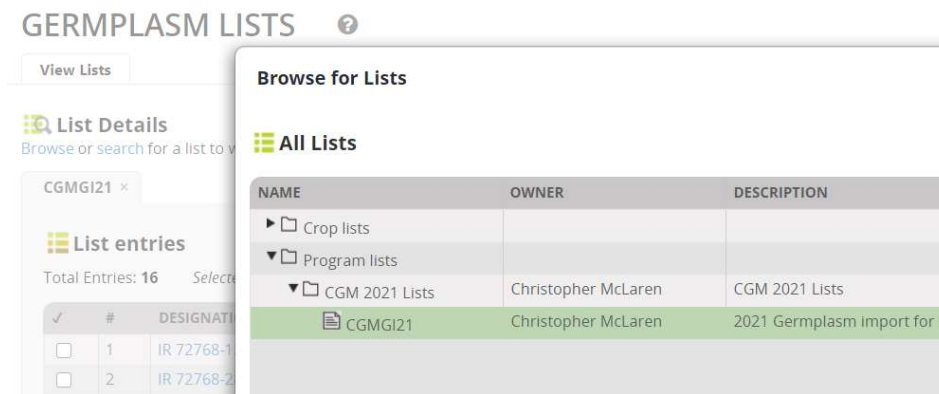 GERMPLASM LISTS ?
View Lists
List Details
Browse or search for a list to
CGMGI21 ×
List entries
Total Entries: 16
# DESIGNATI
1 IR 72768-1
2 IR 72768-2
Browse for Lists
All Lists
NAME OWNER DESCRIPTION
Crop lists
Program lists
CGM 2021 Lists Christopher McLaren CGM 2021 Lists
CGMGI21 Christopher McLaren 2021 Germplasm import for